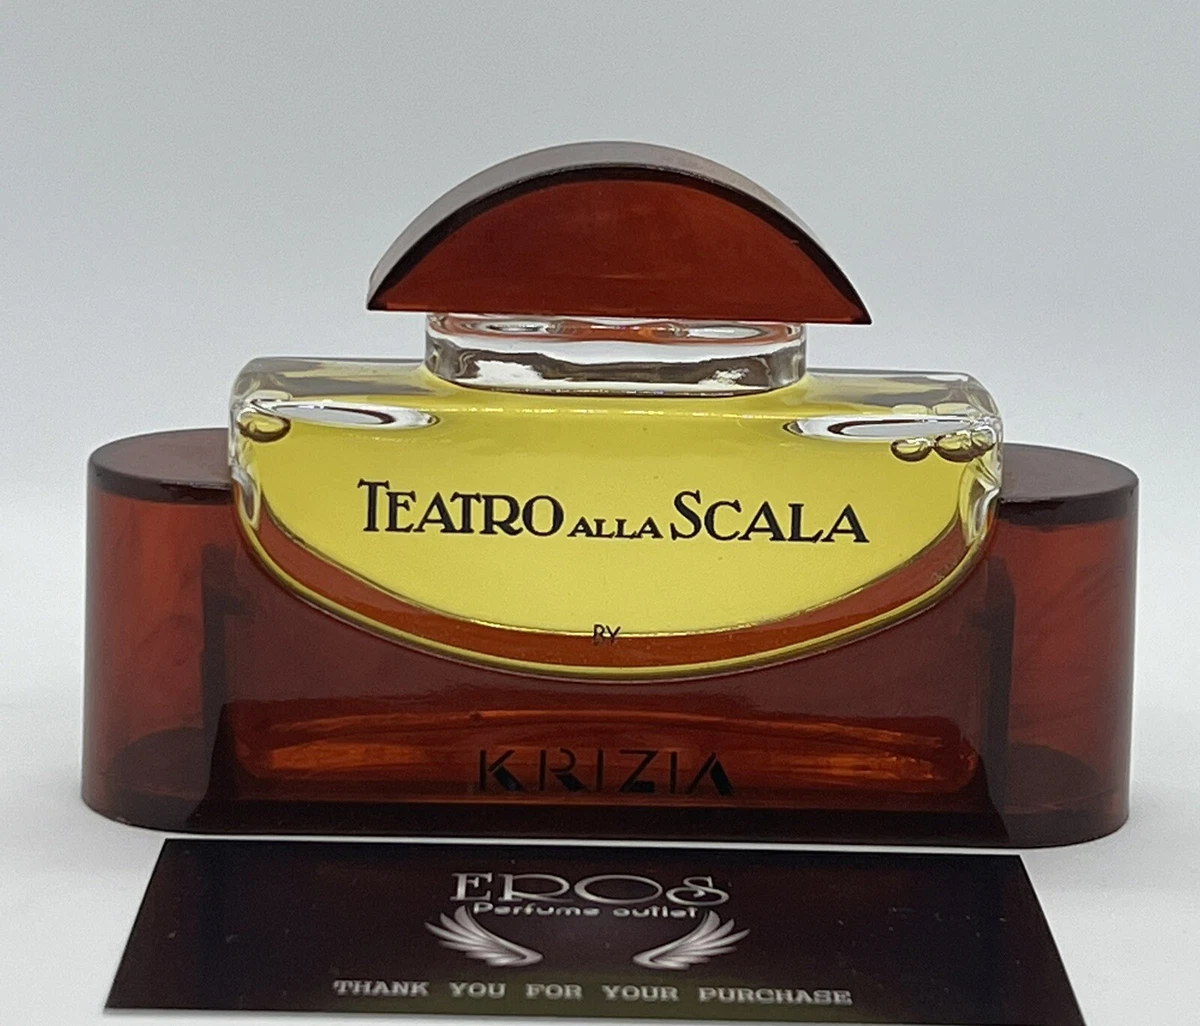 TEATRO ALLA SCALA
BY
KRIZIA
EROS
Perfume outlet
THANK YOU FOR YOUR PURCHASE